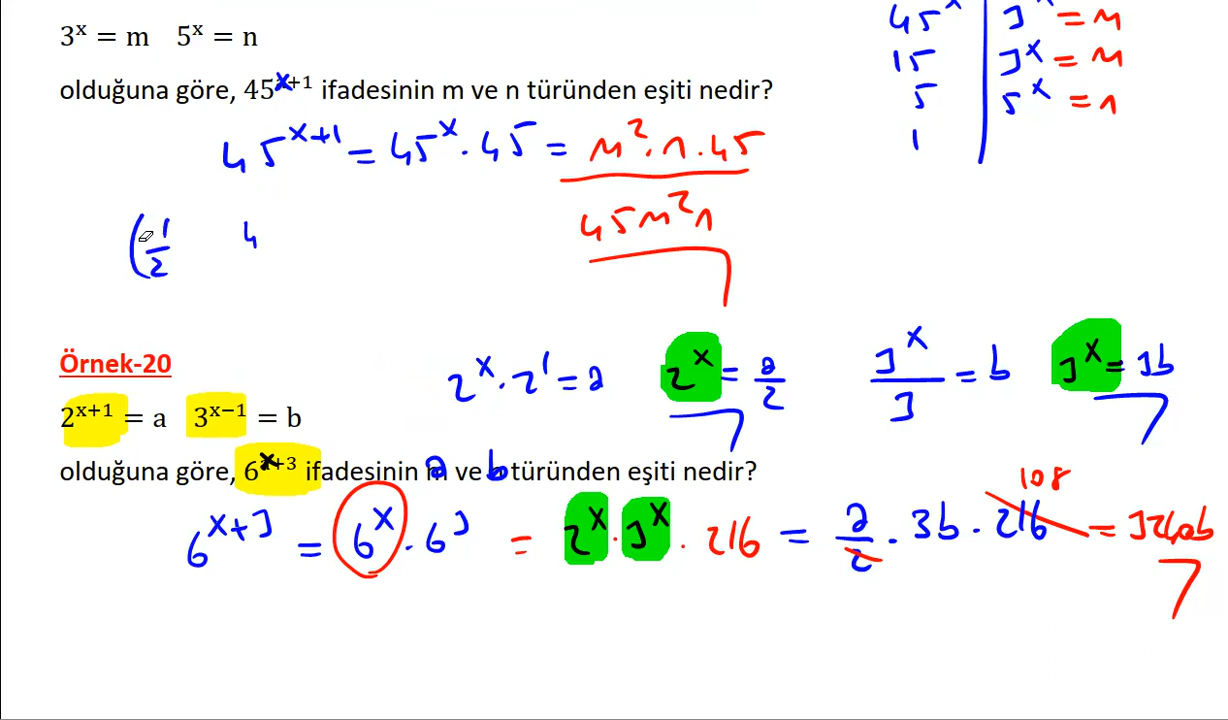 3ˣ = m 5ˣ = n
olduğuna göre, 45ˣ⁺¹ ifadesinin m ve n türünden eşiti nedir?
45ˣ 3ˣ = m
15 3ˣ = m
5 5ˣ = n
1
45ˣ⁺¹ = 45ˣ · 45 = m² · n · 45
45m²n
(1/2 4
Örnek-20
2ˣ⁺¹ = a 3ˣ⁻¹ = b
2ˣ · 2¹ = a 2ˣ = a/2 3ˣ/3 = b 3ˣ = 3b
olduğuna göre, 6ˣ⁺³ ifadesinin a ve b türünden eşiti nedir?
6ˣ⁺³ = 6ˣ · 6³ = 2ˣ · 3ˣ · 216 = a/2 · 3b · 216 = 324ab
108